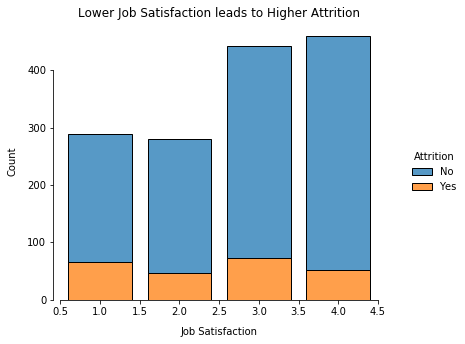 Lower Job Satisfaction leads to Higher Attrition
400
300
200
100
0
Count
0.5 1.0 1.5 2.0 2.5 3.0 3.5 4.0 4.5
Job Satisfaction
Attrition
No
Yes